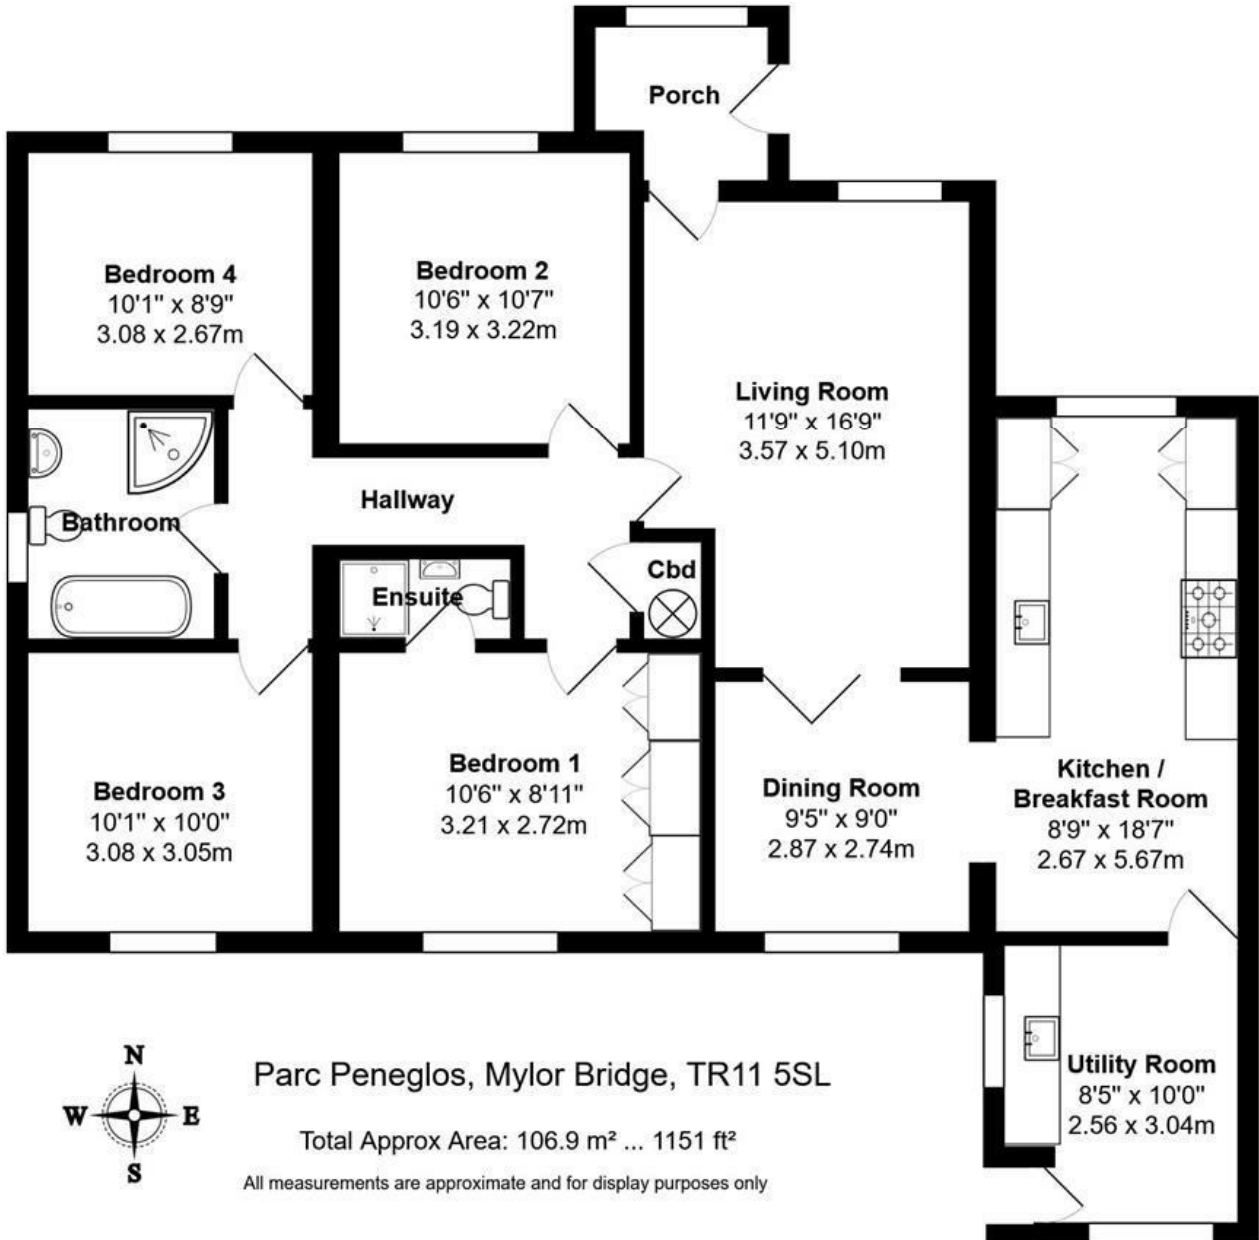 Porch
Bedroom 4
10'1" x 8'9"
3.08 x 2.67m
Bedroom 2
10'6" x 10'7"
3.19 x 3.22m
Living Room
11'9" x 16'9"
3.57 x 5.10m
Hallway
Bathroom
Cbd
Ensuite
Bedroom 3
10'1" x 10'0"
3.08 x 3.05m
Bedroom 1
10'6" x 8'11"
3.21 x 2.72m
Dining Room
9'5" x 9'0"
2.87 x 2.74m
Kitchen /
Breakfast Room
8'9" x 18'7"
2.67 x 5.67m
Utility Room
8'5" x 10'0"
2.56 x 3.04m
N
W E
S
Parc Peneglos, Mylor Bridge, TR11 5SL
Total Approx Area: 106.9 m² ... 1151 ft²
All measurements are approximate and for display purposes only